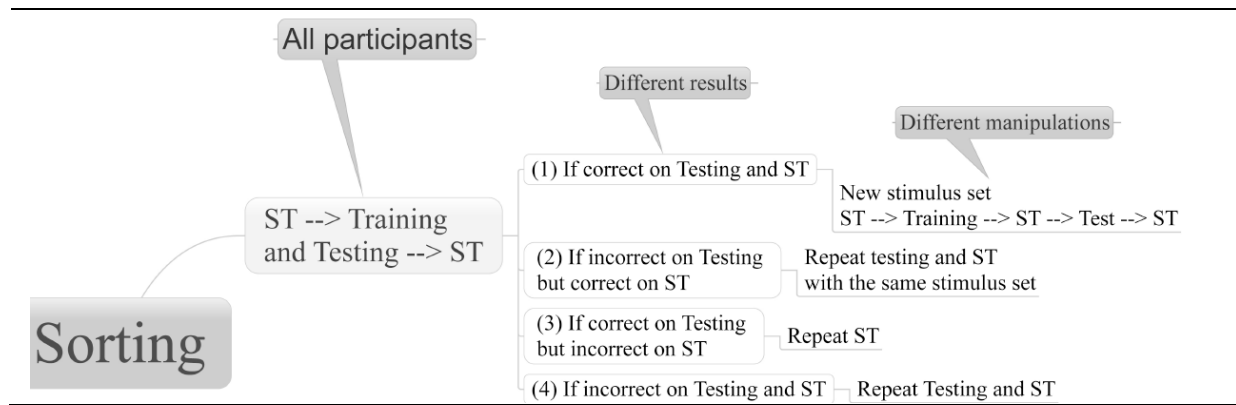 All participants
Different results
Different manipulations
(1) If correct on Testing and ST
New stimulus set
ST --> Training --> ST --> Test --> ST
ST --> Training
and Testing --> ST
(2) If incorrect on Testing
but correct on ST
Repeat testing and ST
with the same stimulus set
Sorting
(3) If correct on Testing
but incorrect on ST
Repeat ST
(4) If incorrect on Testing and ST
Repeat Testing and ST